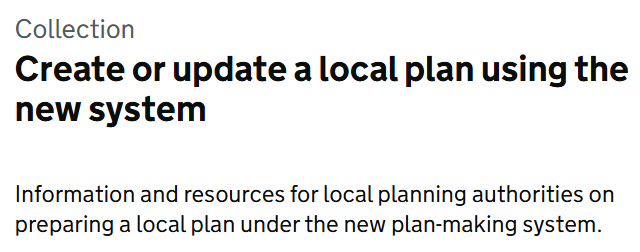 Collection
Create or update a local plan using the
new system
Information and resources for local planning authorities on
preparing a local plan under the new plan-making system.